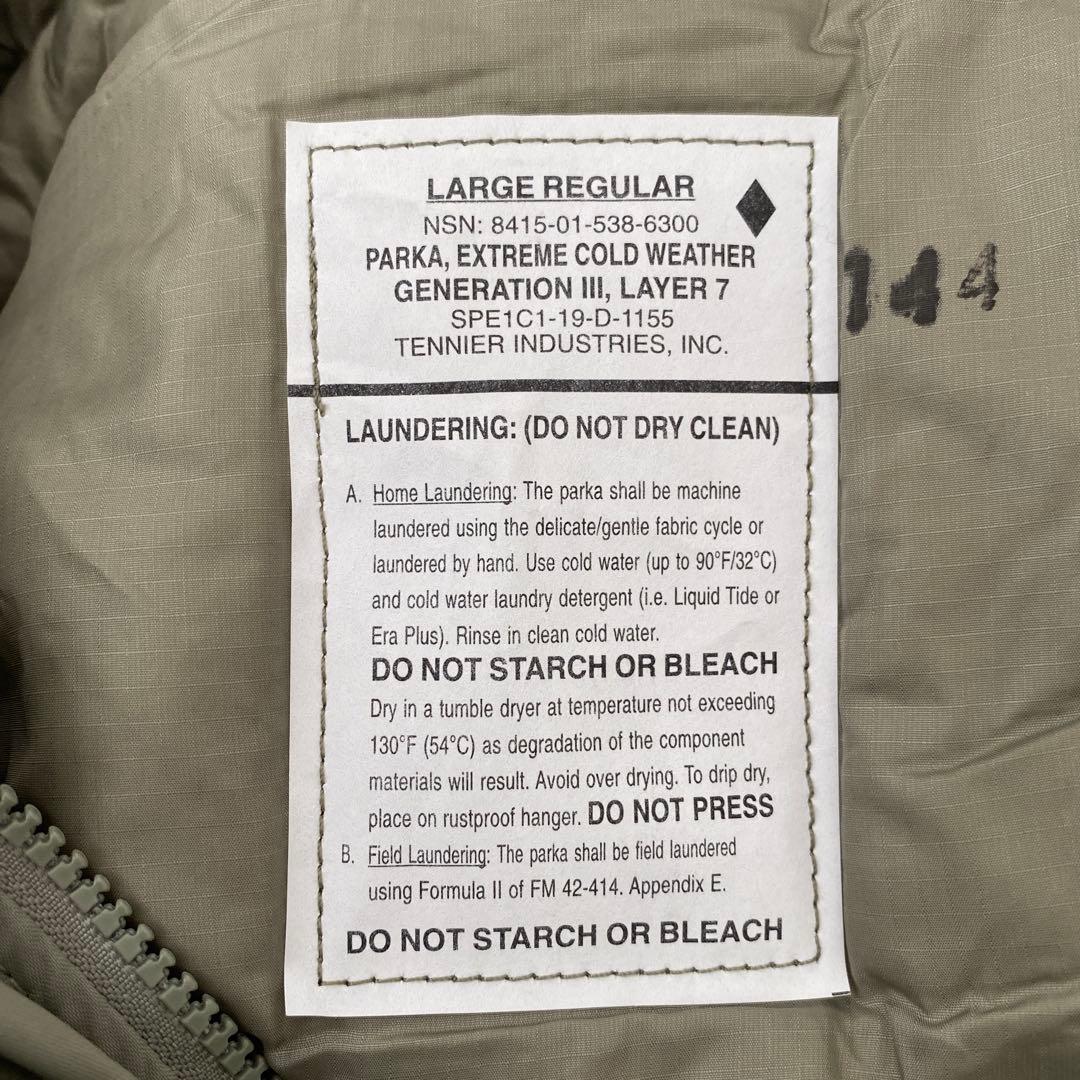 LARGE REGULAR
NSN: 8415-01-538-6300
PARKA, EXTREME COLD WEATHER
GENERATION III, LAYER 7
SPE1C1-19-D-1155
TENNIER INDUSTRIES, INC.
LAUNDERING: (DO NOT DRY CLEAN)
A. Home Laundering: The parka shall be machine
laundered using the delicate/gentle fabric cycle or
laundered by hand. Use cold water (up to 90°F/32°C)
and cold water laundry detergent (i.e. Liquid Tide or
Era Plus). Rinse in clean cold water.
DO NOT STARCH OR BLEACH
Dry in a tumble dryer at temperature not exceeding
130°F (54°C) as degradation of the component
materials will result. Avoid over drying. To drip dry,
place on rustproof hanger. DO NOT PRESS
B. Field Laundering: The parka shall be field laundered
using Formula II of FM 42-414. Appendix E.
DO NOT STARCH OR BLEACH